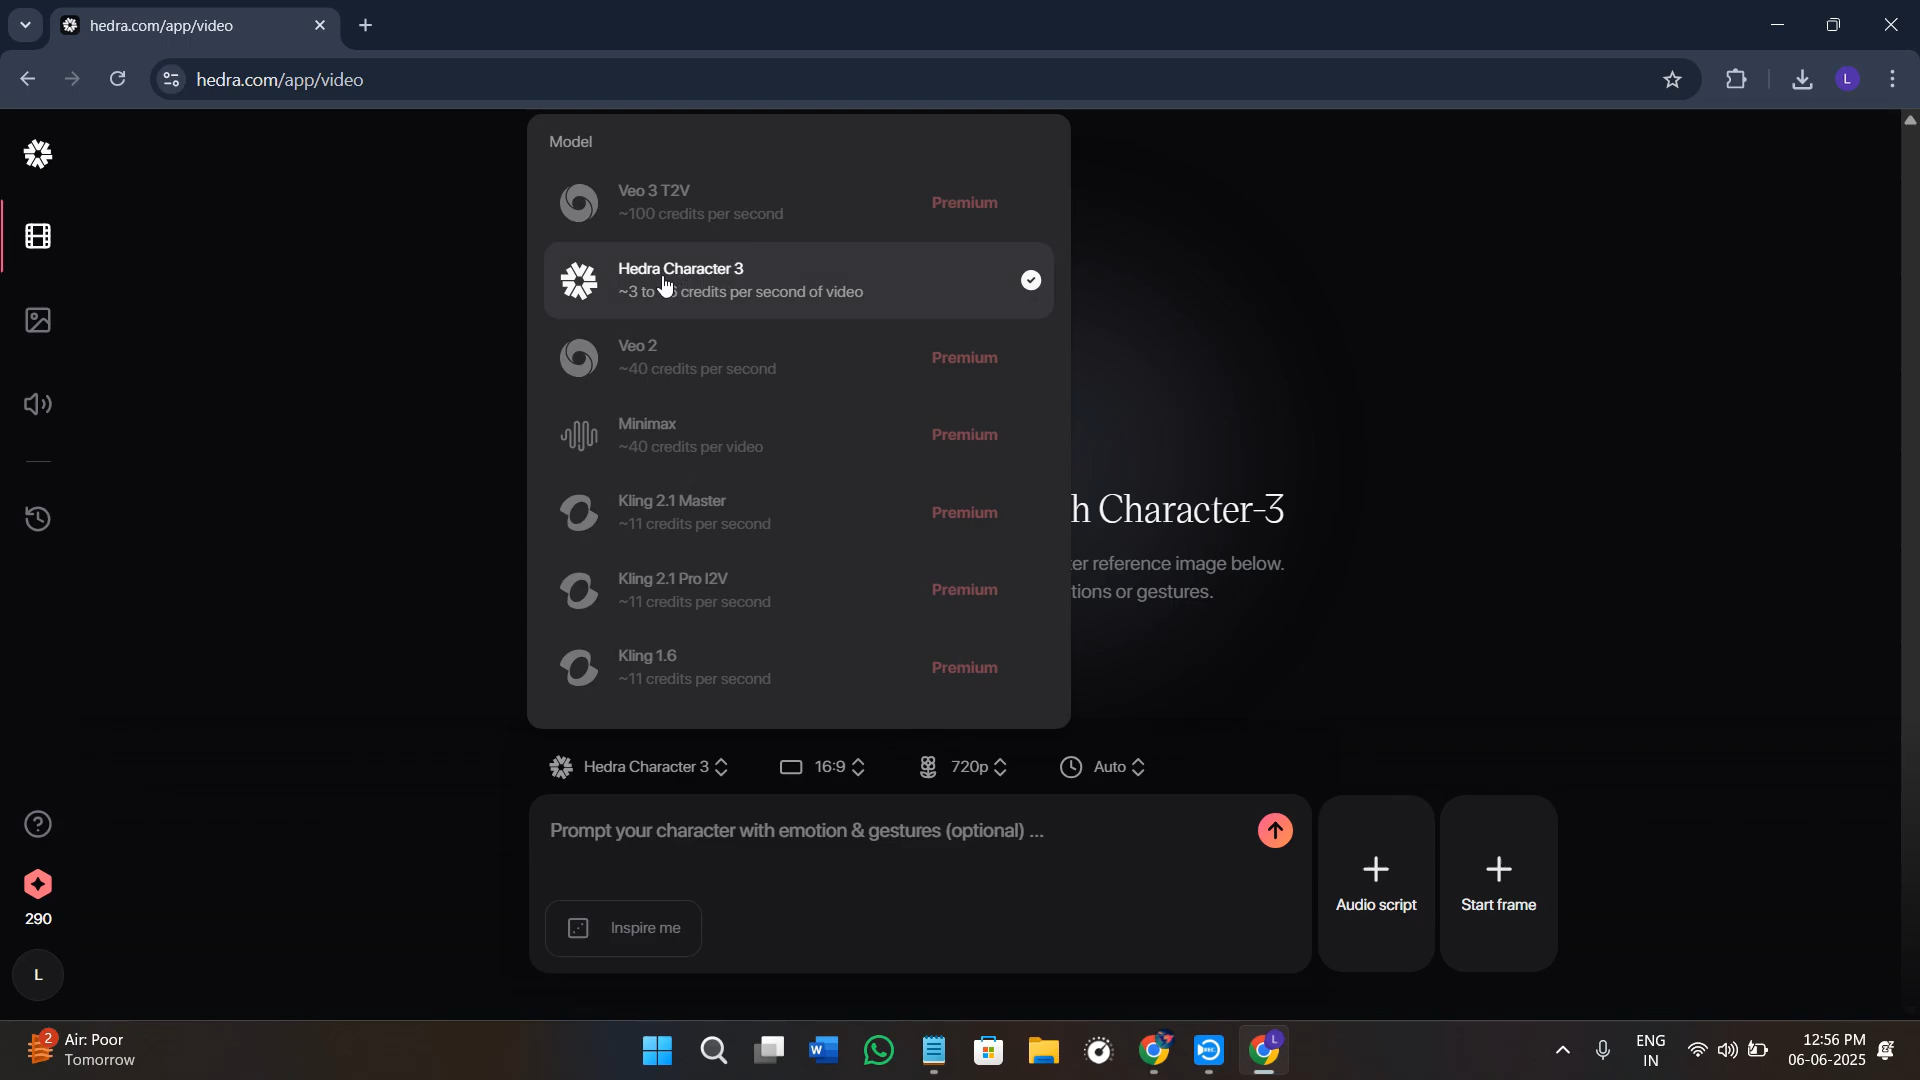 hedra.com/app/video
hedra.com/app/video
L
Model
Veo 3 T2V
~100 credits per second
Premium
Hedra Character 3
~3 to 6 credits per second of video
Veo 2
~40 credits per second
Premium
Minimax
~40 credits per video
Premium
Kling 2.1 Master
~11 credits per second
Premium
Kling 2.1 Pro I2V
~11 credits per second
Premium
Kling 1.6
~11 credits per second
Premium
h Character-3
er reference image below.
tions or gestures.
Hedra Character 3
16:9
720p
Auto
Prompt your character with emotion & gestures (optional) ...
Inspire me
Audio script
Start frame
290
L
2
Air: Poor
Tomorrow
L
ENG
IN
12:56 PM
06-06-2025